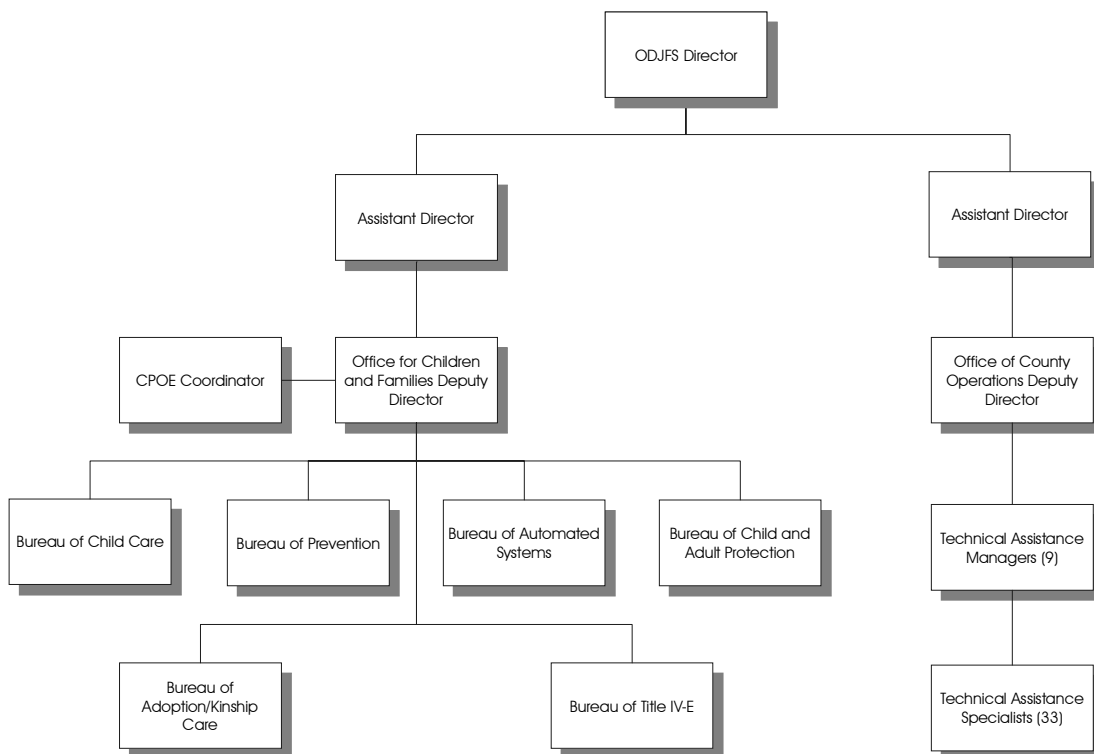 ODJFS Director
Assistant Director
Assistant Director
CPOE Coordinator
Office for Children
and Families Deputy
Director
Office of County
Operations Deputy
Director
Bureau of Child Care
Bureau of Prevention
Bureau of Automated
Systems
Bureau of Child and
Adult Protection
Technical Assistance
Managers (9)
Bureau of
Adoption/Kinship
Care
Bureau of Title IV-E
Technical Assistance
Specialists (33)